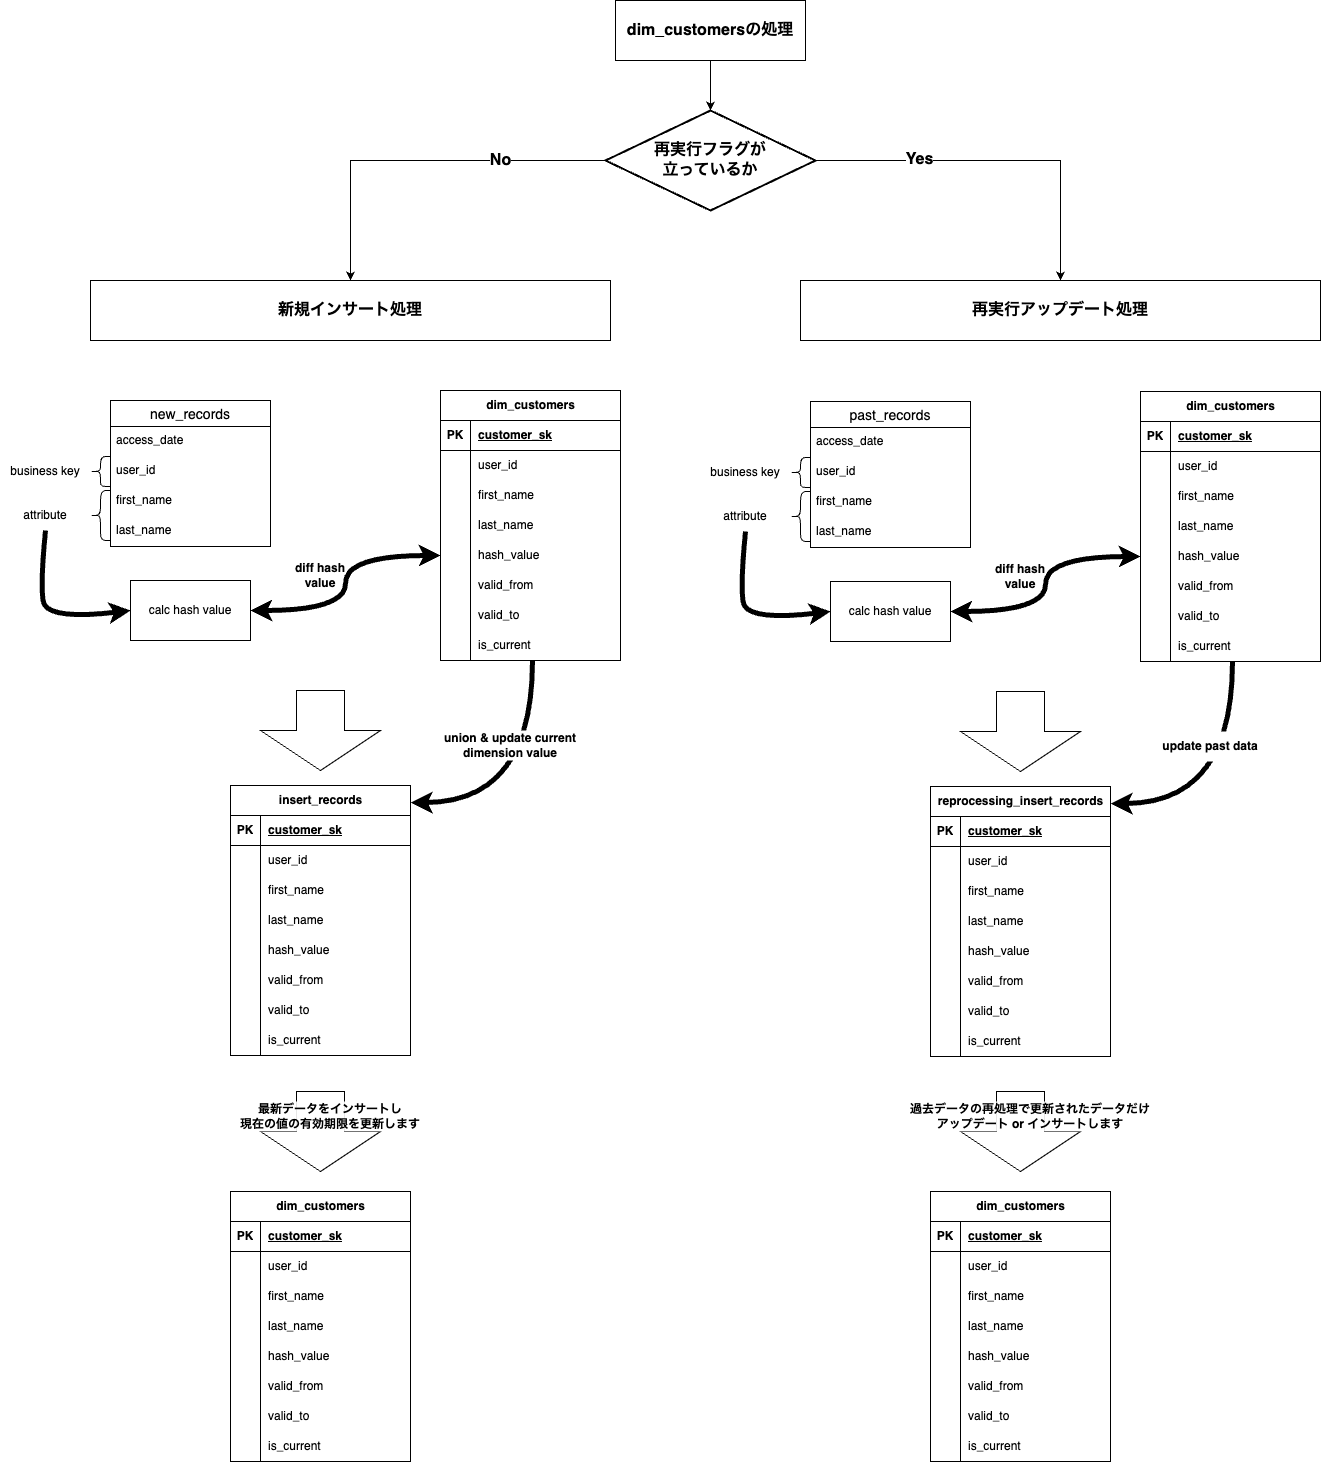 dim_customersの処理
再実行フラグが
立っているか
No
Yes
新規インサート処理
再実行アップデート処理
new_records
access_date
user_id
first_name
last_name
business key
attribute
calc hash value
diff hash
value
dim_customers
PK
customer_sk
user_id
first_name
last_name
hash_value
valid_from
valid_to
is_current
union & update current
dimension value
insert_records
PK
customer_sk
user_id
first_name
last_name
hash_value
valid_from
valid_to
is_current
最新データをインサートし
現在の値の有効期限を更新します
dim_customers
PK
customer_sk
user_id
first_name
last_name
hash_value
valid_from
valid_to
is_current
past_records
access_date
user_id
first_name
last_name
business key
attribute
calc hash value
diff hash
value
dim_customers
PK
customer_sk
user_id
first_name
last_name
hash_value
valid_from
valid_to
is_current
update past data
reprocessing_insert_records
PK
customer_sk
user_id
first_name
last_name
hash_value
valid_from
valid_to
is_current
過去データの再処理で更新されたデータだけ
アップデート or インサートします
dim_customers
PK
customer_sk
user_id
first_name
last_name
hash_value
valid_from
valid_to
is_current